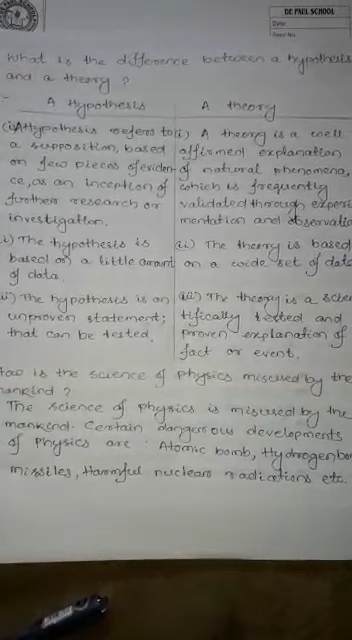 DE PAUL SCHOOL
Date:
Page No.
What is the difference between a hypothesis
and a theory ?
A Hypothesis
A theory
(i) A Hypothesis refers to
a supposition, based
on few pieces of eviden-
ce, as an inception of
further research or
investigation.
(i) A theory is a well
affirmed explanation
of natural phenomena,
which is frequently
validated through experi
mentation and observatio
i) The hypothesis is
based on a little amount
of data.
(ii) The theory is based
on a wide set of data
ii) The hypothesis is an
unproven statement;
that can be tested.
(iii) The theory is a scien
tifically tested and
proven explanation of
fact or event.
How is the science of physics misused by the
mankind ?
The science of physics is misused by the
mankind. Certain dangerous developments
of physics are : Atomic bomb, Hydrogenbo
missiles, Harmful nuclear radiations etc.